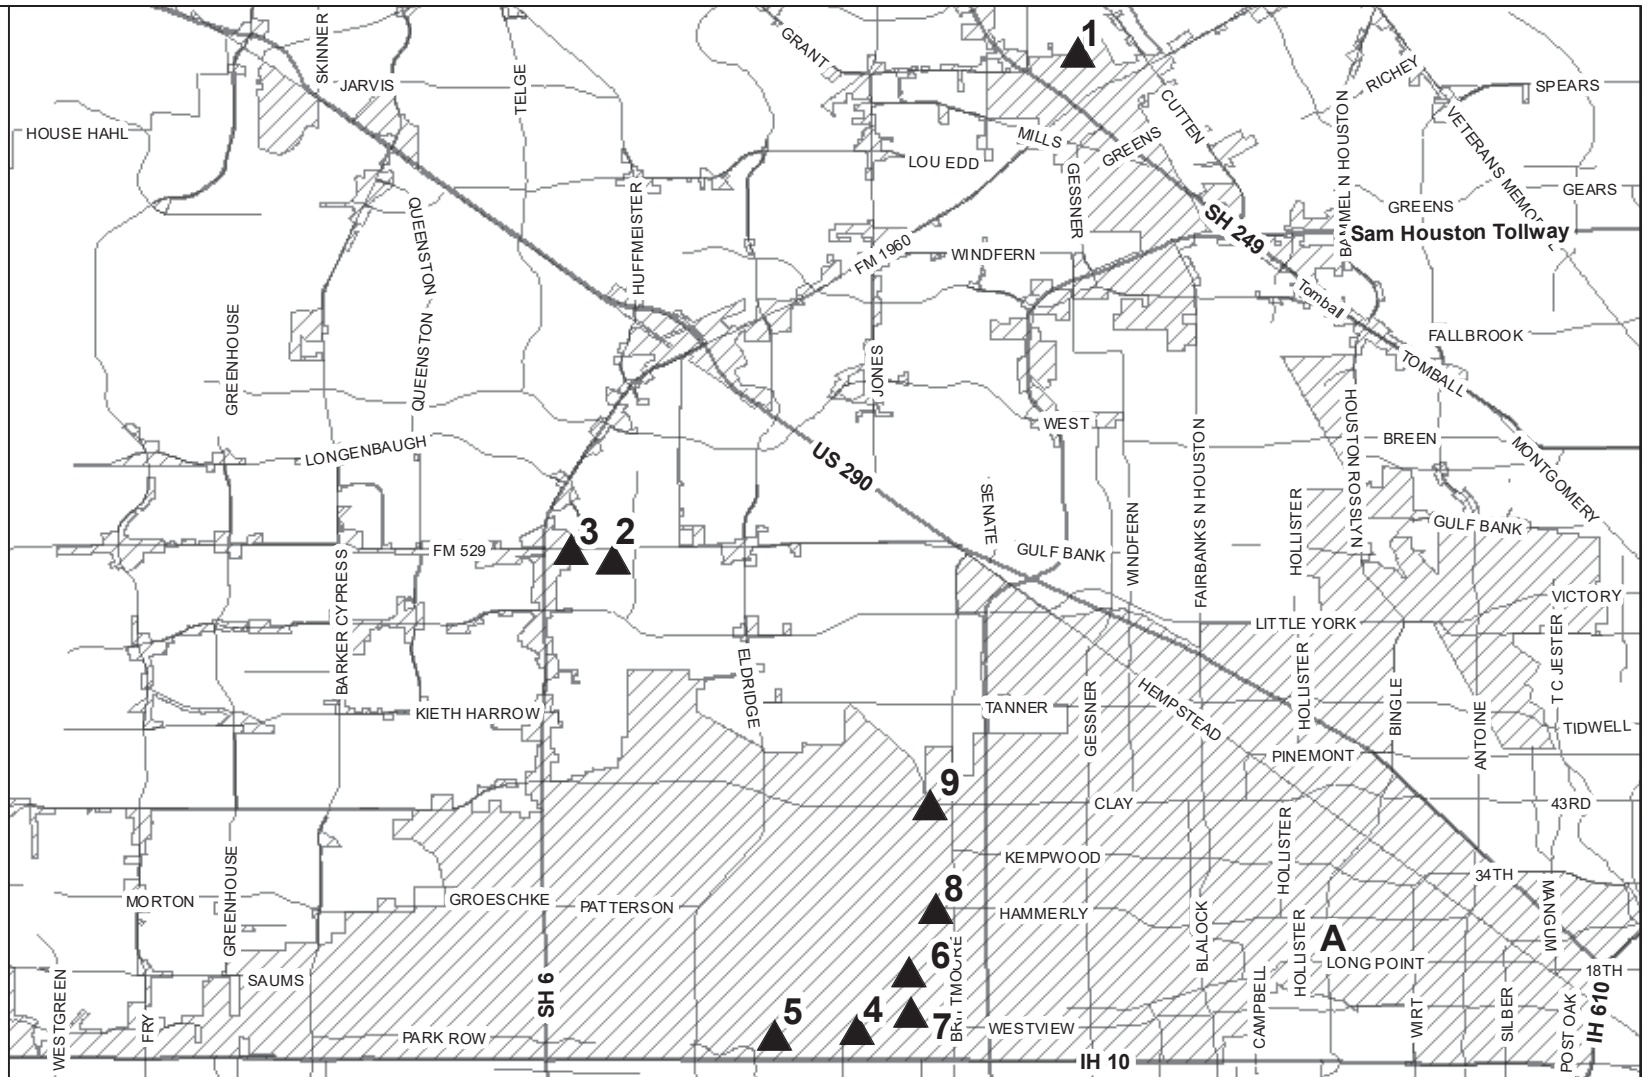 SKINNER
GRANT
1
JARVIS
TELGE
RICHEY
SPEARS
CUTTEN
HOUSE HAHL
MILLS
GREENS
BAMMEL N HOUSTON
VETERANS MEMOR
LOU EDD
GESSNER
GEARS
QUEENSTON
HUFFMEISTER
GREENS
SH 249
Sam Houston Tollway
FM 1960
WINDFERN
Tomball
GREENHOUSE
QUEENSTON
JONES
FALLBROOK
TOMBALL
WEST
HOUSTON ROSSLYN
BREEN
LONGENBAUGH
US 290
MONTGOMERY
SENATE
FAIRBANKS N HOUSTON
HOLLISTER
GULF BANK
3
2
FM 529
GULF BANK
WINDFERN
BARKER CYPRESS
VICTORY
LITTLE YORK
T C JESTER
ELDRIDGE
HOLLISTER
KIETH HARROW
TANNER
GESSNER
HEMPSTEAD
BINGLE
ANTOINE
TIDWELL
PINEMONT
9
CLAY
43RD
HOLLISTER
KEMPWOOD
34TH
GREENHOUSE
MORTON
GROESCHKE
PATTERSON
8
HAMMERLY
BLALOCK
HOLLISTER
A
MANGUM
6
LONG POINT
18TH
SAUMS
SH 6
BRITTMOORE
CAMPBELL
WIRT
SILBER
POST OAK
IH 610
WESTGREEN
FRY
PARK ROW
5
4
7
WESTVIEW
IH 10